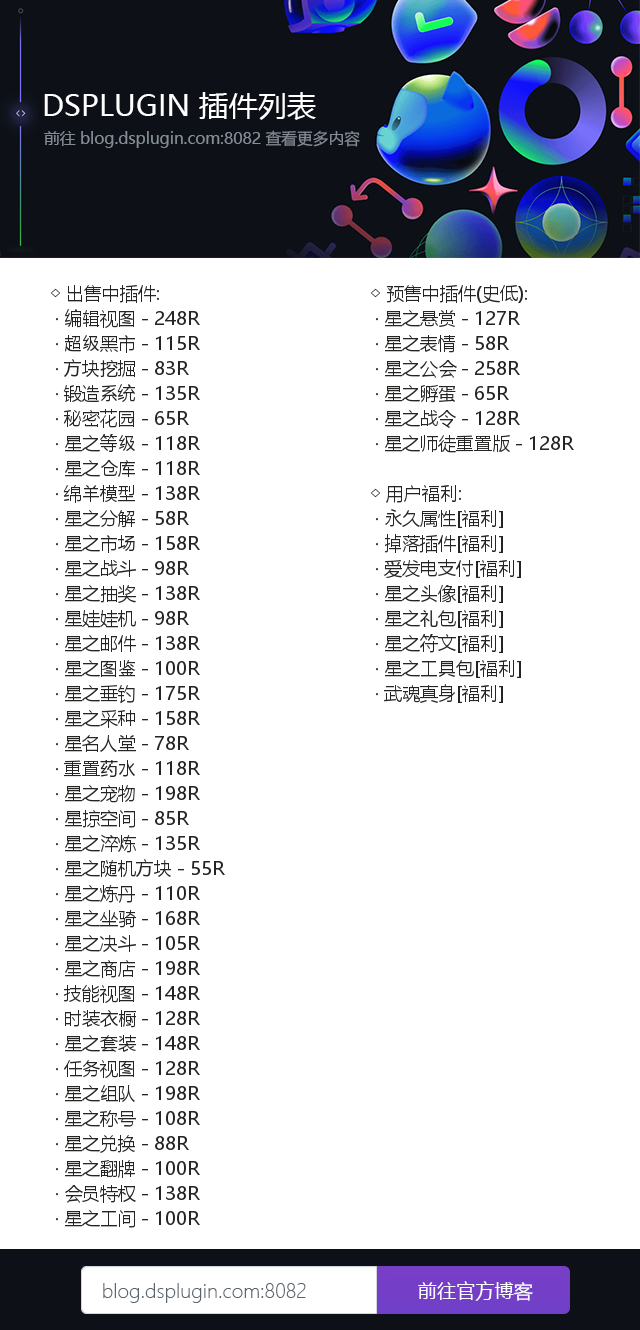 DSPLUGIN 插件列表
前往 blog.dsplugin.com:8082 查看更多内容
◇ 出售中插件:
· 编辑视图 - 248R
· 超级黑市 - 115R
· 方块挖掘 - 83R
· 锻造系统 - 135R
· 秘密花园 - 65R
· 星之等级 - 118R
· 星之仓库 - 118R
· 绵羊模型 - 138R
· 星之分解 - 58R
· 星之市场 - 158R
· 星之战斗 - 98R
· 星之抽奖 - 138R
· 星娃娃机 - 98R
· 星之邮件 - 138R
· 星之图鉴 - 100R
· 星之垂钓 - 175R
· 星之采种 - 158R
· 星名人堂 - 78R
· 重置药水 - 118R
· 星之宠物 - 198R
· 星掠空间 - 85R
· 星之淬炼 - 135R
· 星之随机方块 - 55R
· 星之炼丹 - 110R
· 星之坐骑 - 168R
· 星之决斗 - 105R
· 星之商店 - 198R
· 技能视图 - 148R
· 时装衣橱 - 128R
· 星之套装 - 148R
· 任务视图 - 128R
· 星之组队 - 198R
· 星之称号 - 108R
· 星之兑换 - 88R
· 星之翻牌 - 100R
· 会员特权 - 138R
· 星之工间 - 100R
◇ 预售中插件(史低):
· 星之悬赏 - 127R
· 星之表情 - 58R
· 星之公会 - 258R
· 星之孵蛋 - 65R
· 星之战令 - 128R
· 星之师徒重置版 - 128R
◇ 用户福利:
· 永久属性[福利]
· 掉落插件[福利]
· 爱发电支付[福利]
· 星之头像[福利]
· 星之礼包[福利]
· 星之符文[福利]
· 星之工具包[福利]
· 武魂真身[福利]
blog.dsplugin.com:8082
前往官方博客